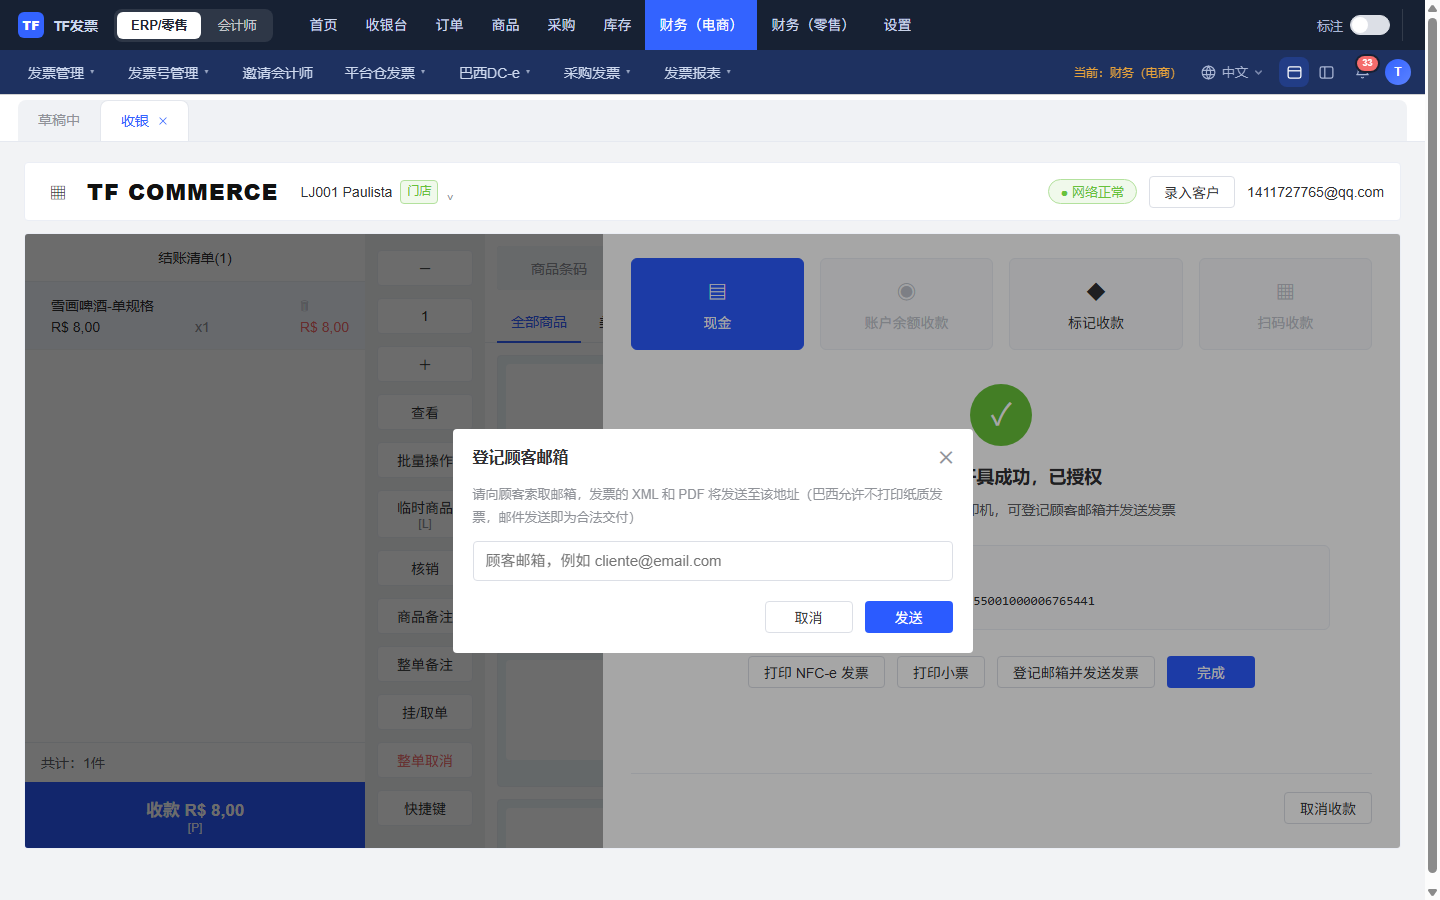 TF TF发票 ERP/零售 会计师 首页 收银台 订单 商品 采购 库存 财务（电商） 财务（零售） 设置 标注
发票管理 发票号管理 邀请会计师 平台仓发票 巴西DC-e 采购发票 发票报表 当前：财务（电商） 中文 33 T
草稿中 收银 ×
TF COMMERCE LJ001 Paulista 门店 ● 网络正常 录入客户 1411727765@qq.com
结账清单(1)
雪画啤酒-单规格
R$ 8,00 x1 R$ 8,00
共计：1件
收款 R$ 8,00
[P]
－
1
＋
查看
批量操作
临时商品
[L]
核销
商品备注
整单备注
挂/取单
整单取消
快捷键
商品条码
全部商品
现金
账户余额收款
标记收款
扫码收款
具成功，已授权
印机，可登记顾客邮箱并发送发票
55001000006765441
登记顾客邮箱
请向顾客索取邮箱，发票的 XML 和 PDF 将发送至该地址（巴西允许不打印纸质发
票，邮件发送即为合法交付）
顾客邮箱，例如 cliente@email.com
取消 发送
打印 NFC-e 发票 打印小票 登记邮箱并发送发票 完成
取消收款